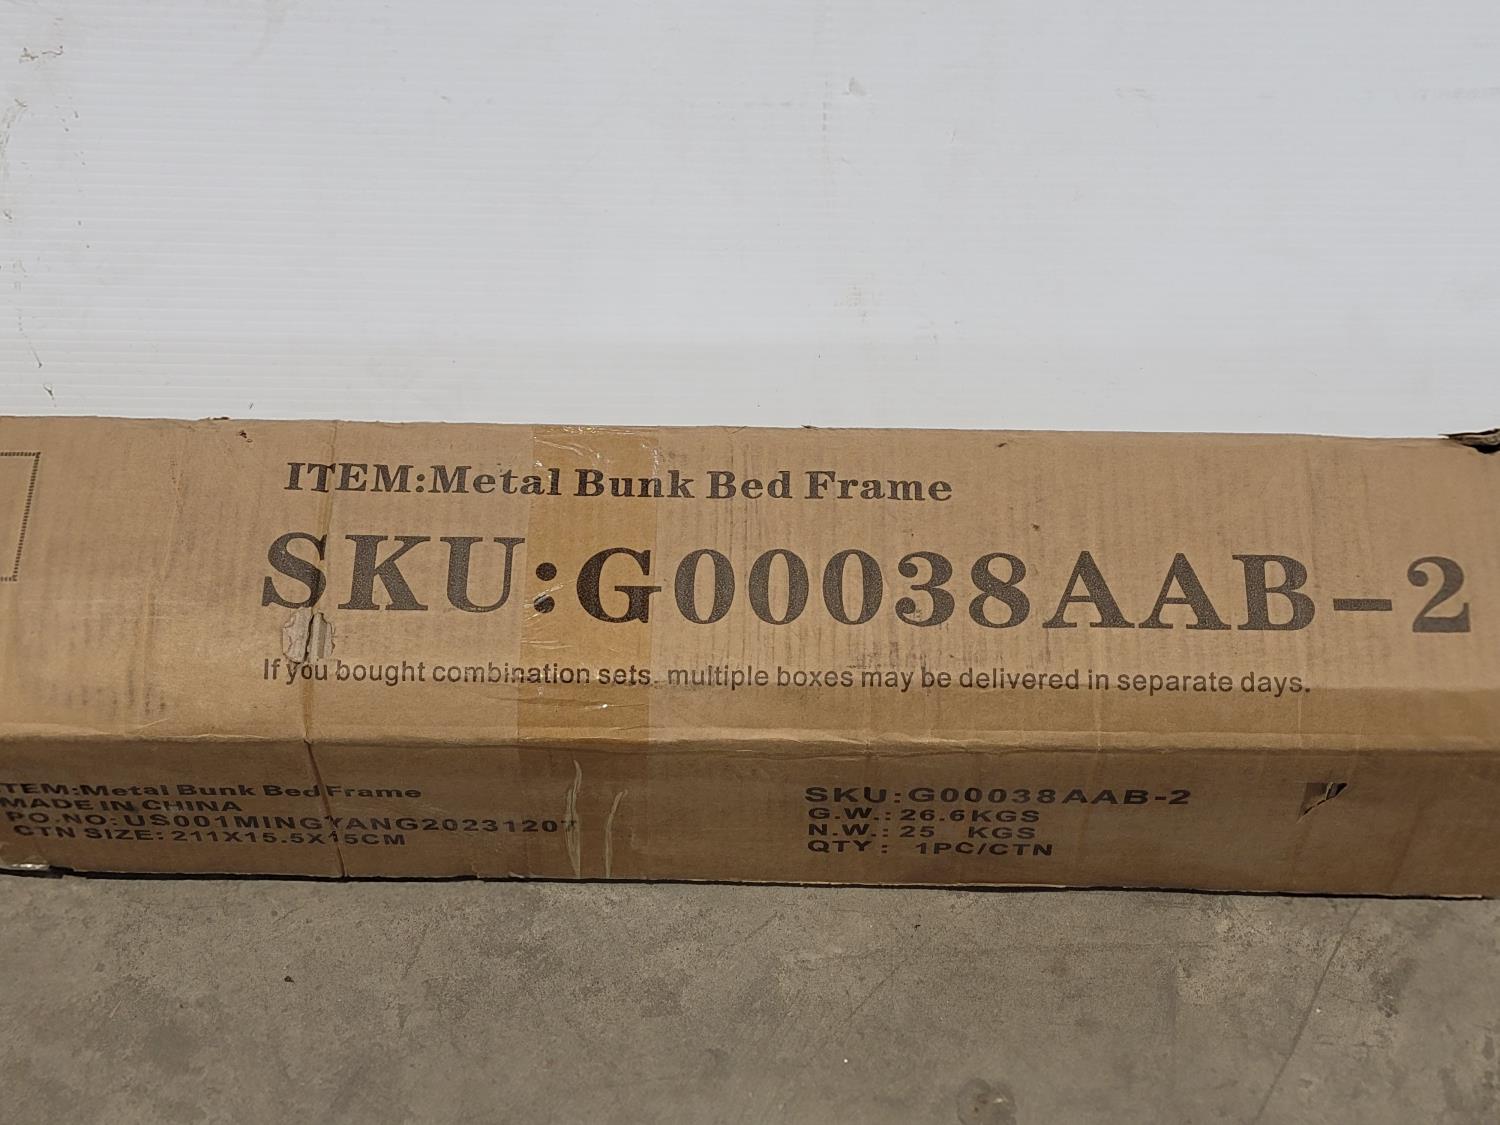 ITEM:Metal Bunk Bed Frame
SKU:G00038AAB-2
If you bought combination sets. multiple boxes may be delivered in separate days.
TEM:Metal Bunk Bed Frame
MADE IN CHINA
PO.NO:US001MINGYANG20231207
CTN SIZE: 211X15.5X15CM
SKU:G00038AAB-2
G.W.: 26.6KGS
N.W.: 25 KGS
QTY: 1PC/CTN